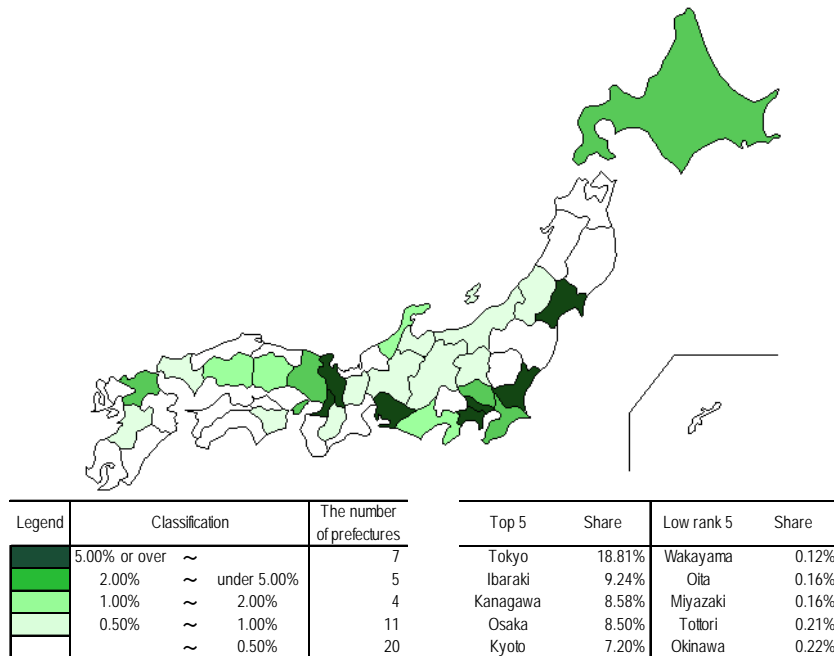 Legend Classification The number of prefectures
5.00% or over ~ 7
2.00% ~ under 5.00% 5
1.00% ~ 2.00% 4
0.50% ~ 1.00% 11
~ 0.50% 20
Top 5 Share Low rank 5 Share
Tokyo 18.81% Wakayama 0.12%
Ibaraki 9.24% Oita 0.16%
Kanagawa 8.58% Miyazaki 0.16%
Osaka 8.50% Tottori 0.21%
Kyoto 7.20% Okinawa 0.22%